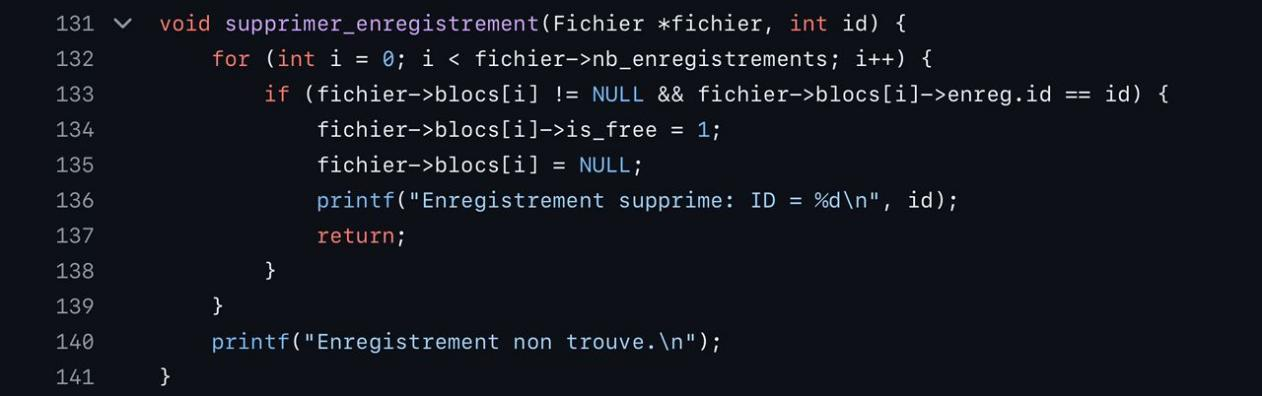 131 void supprimer_enregistrement(Fichier *fichier, int id) {
132 for (int i = 0; i < fichier->nb_enregistrements; i++) {
133 if (fichier->blocs[i] != NULL && fichier->blocs[i]->enreg.id == id) {
134 fichier->blocs[i]->is_free = 1;
135 fichier->blocs[i] = NULL;
136 printf("Enregistrement supprime: ID = %d\n", id);
137 return;
138 }
139 }
140 printf("Enregistrement non trouve.\n");
141 }